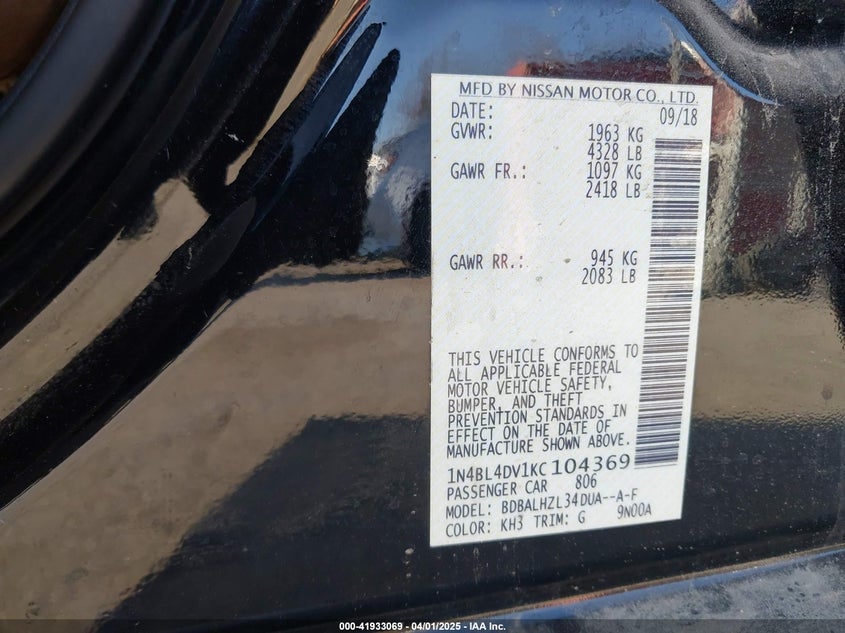 MFD BY NISSAN MOTOR CO., LTD.
DATE: 09/18
GVWR: 1963 KG
4328 LB
GAWR FR.: 1097 KG
2418 LB
GAWR RR.: 945 KG
2083 LB
THIS VEHICLE CONFORMS TO
ALL APPLICABLE FEDERAL
MOTOR VEHICLE SAFETY,
BUMPER, AND THEFT
PREVENTION STANDARDS IN
EFFECT ON THE DATE OF
MANUFACTURE SHOWN ABOVE.
1N4BL4DV1KC104369
PASSENGER CAR 806
MODEL: BDBALHZL34DUA--A-F
COLOR: KH3 TRIM: G 9N00A
000-41933069 - 04/01/2025 - IAA Inc.